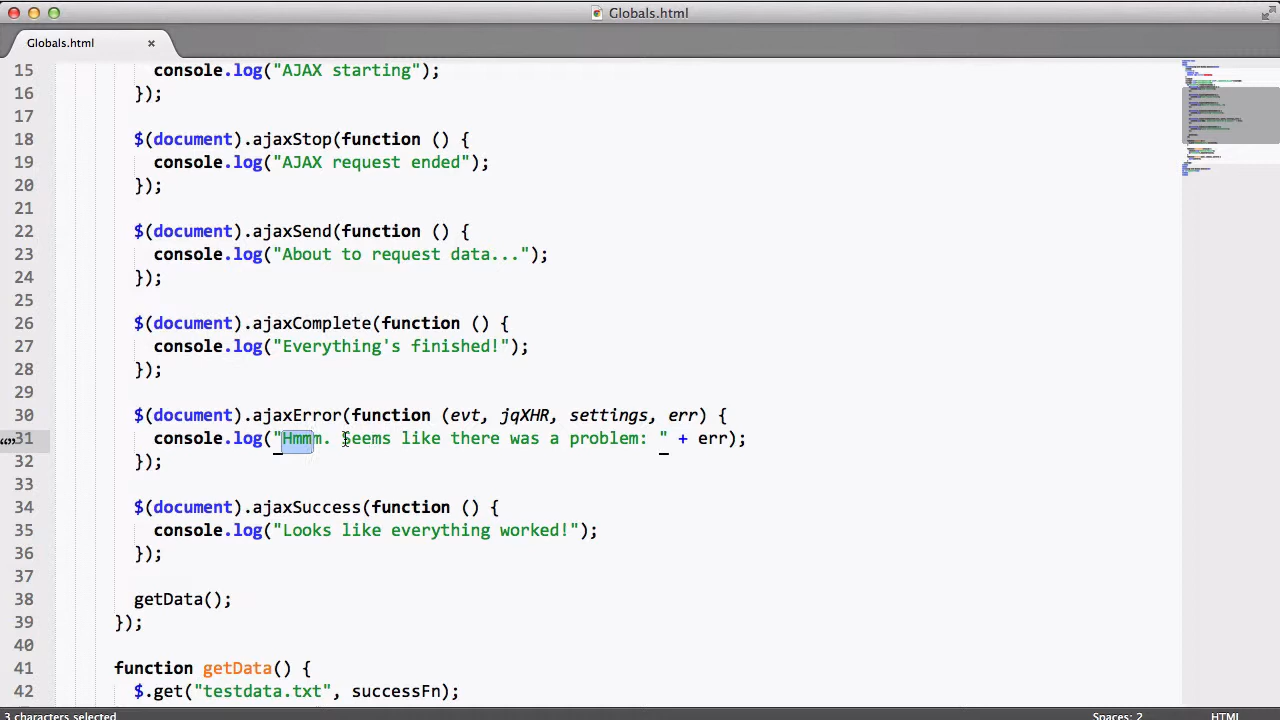 Globals.html
Globals.html ×
15 console.log("AJAX starting");
16 });
17
18 $(document).ajaxStop(function () {
19 console.log("AJAX request ended");
20 });
21
22 $(document).ajaxSend(function () {
23 console.log("About to request data...");
24 });
25
26 $(document).ajaxComplete(function () {
27 console.log("Everything's finished!");
28 });
29
30 $(document).ajaxError(function (evt, jqXHR, settings, err) {
31 console.log("Hmmm. Seems like there was a problem: " + err);
32 });
33
34 $(document).ajaxSuccess(function () {
35 console.log("Looks like everything worked!");
36 });
37
38 getData();
39 });
40
41 function getData() {
42 $.get("testdata.txt", successFn);
3 characters selected Spaces: 2 HTML